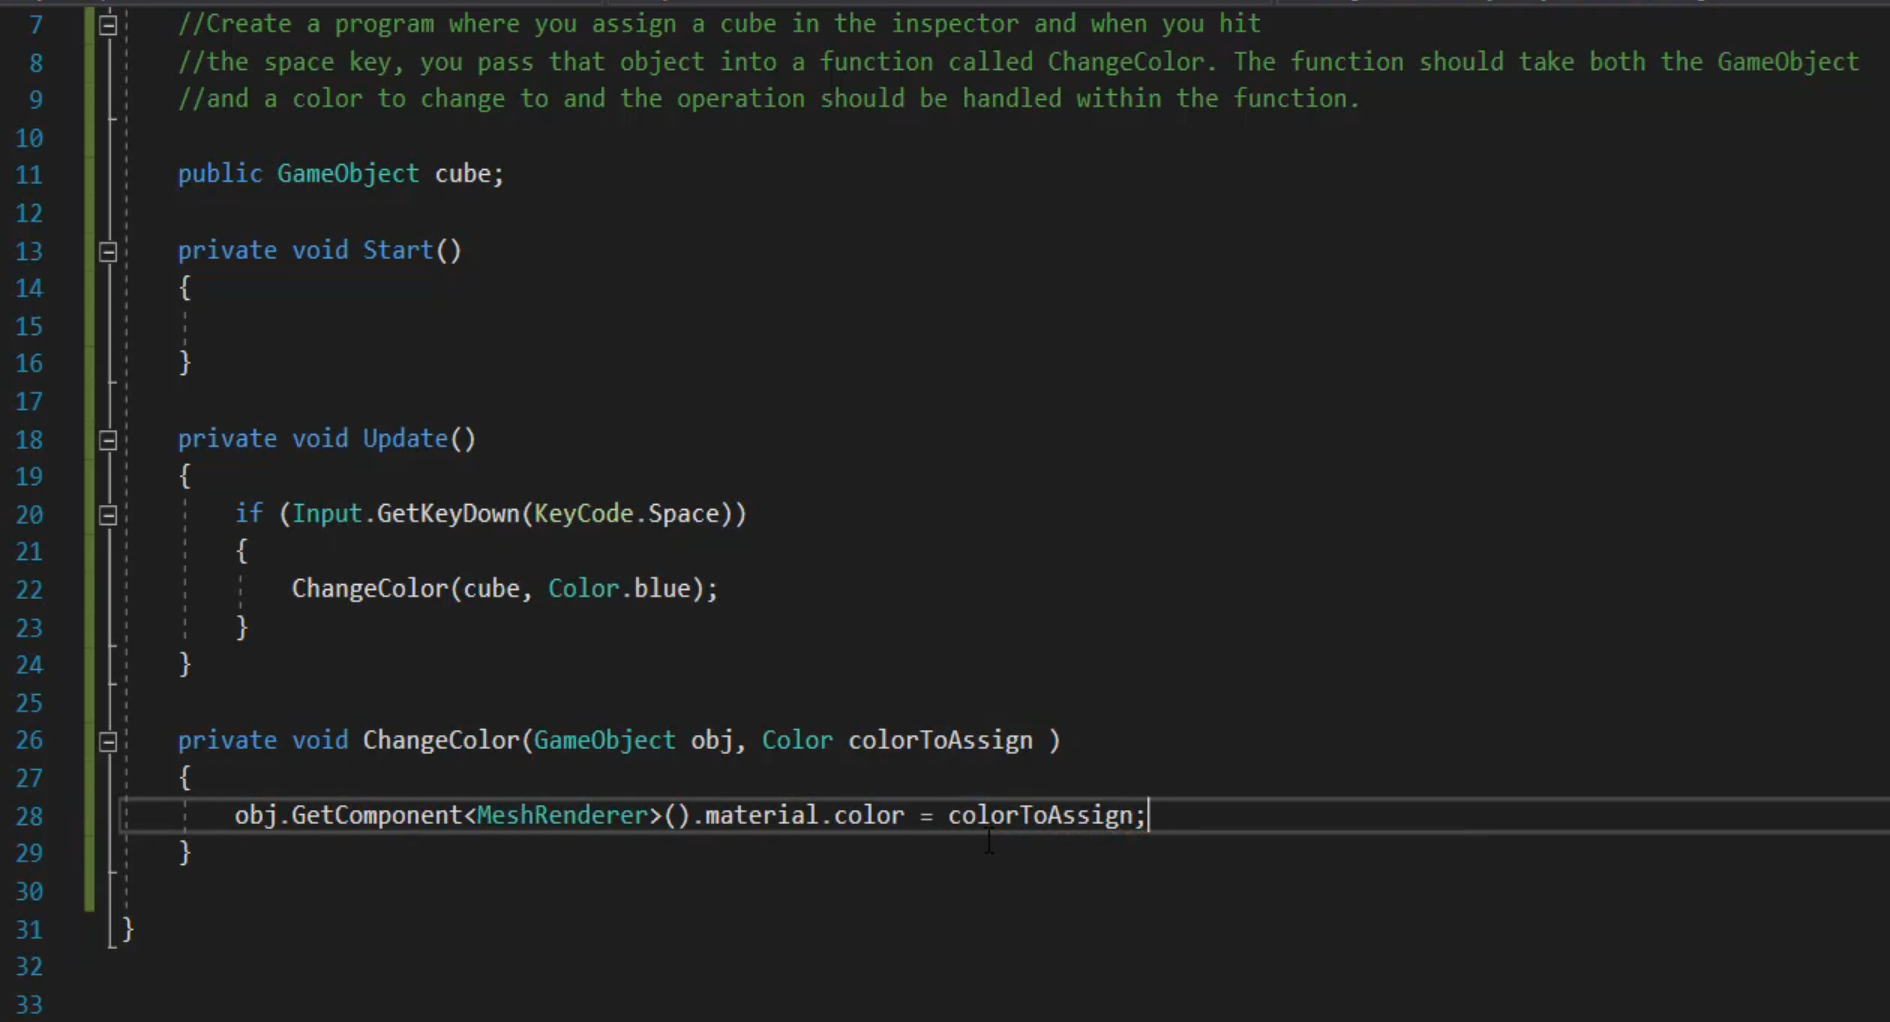 7 //Create a program where you assign a cube in the inspector and when you hit
8 //the space key, you pass that object into a function called ChangeColor. The function should take both the GameObject
9 //and a color to change to and the operation should be handled within the function.
10
11 public GameObject cube;
12
13 private void Start()
14 {
15
16 }
17
18 private void Update()
19 {
20 if (Input.GetKeyDown(KeyCode.Space))
21 {
22 ChangeColor(cube, Color.blue);
23 }
24 }
25
26 private void ChangeColor(GameObject obj, Color colorToAssign )
27 {
28 obj.GetComponent<MeshRenderer>().material.color = colorToAssign;
29 }
30
31 }
32
33